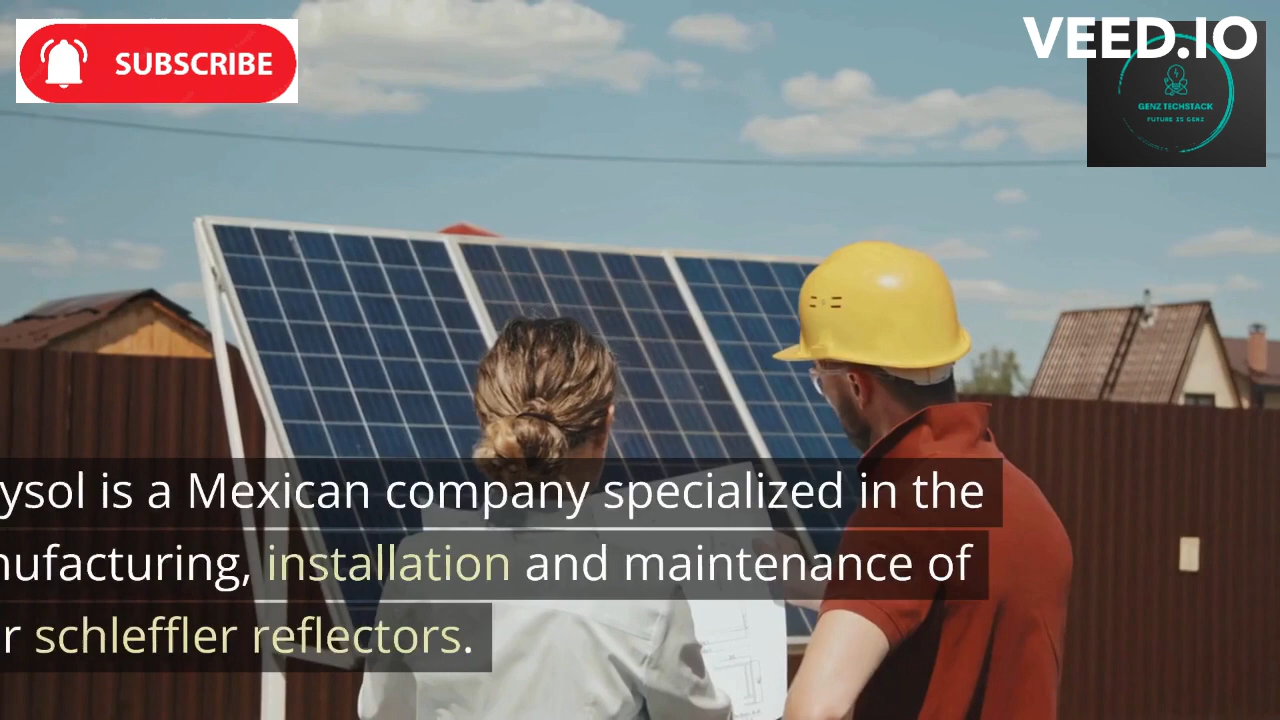 SUBSCRIBE
VEED.IO
GENZ TECHSTACK
FUTURE IS GENZ
ysol is a Mexican company specialized in the
nufacturing, installation and maintenance of
r schleffler reflectors.